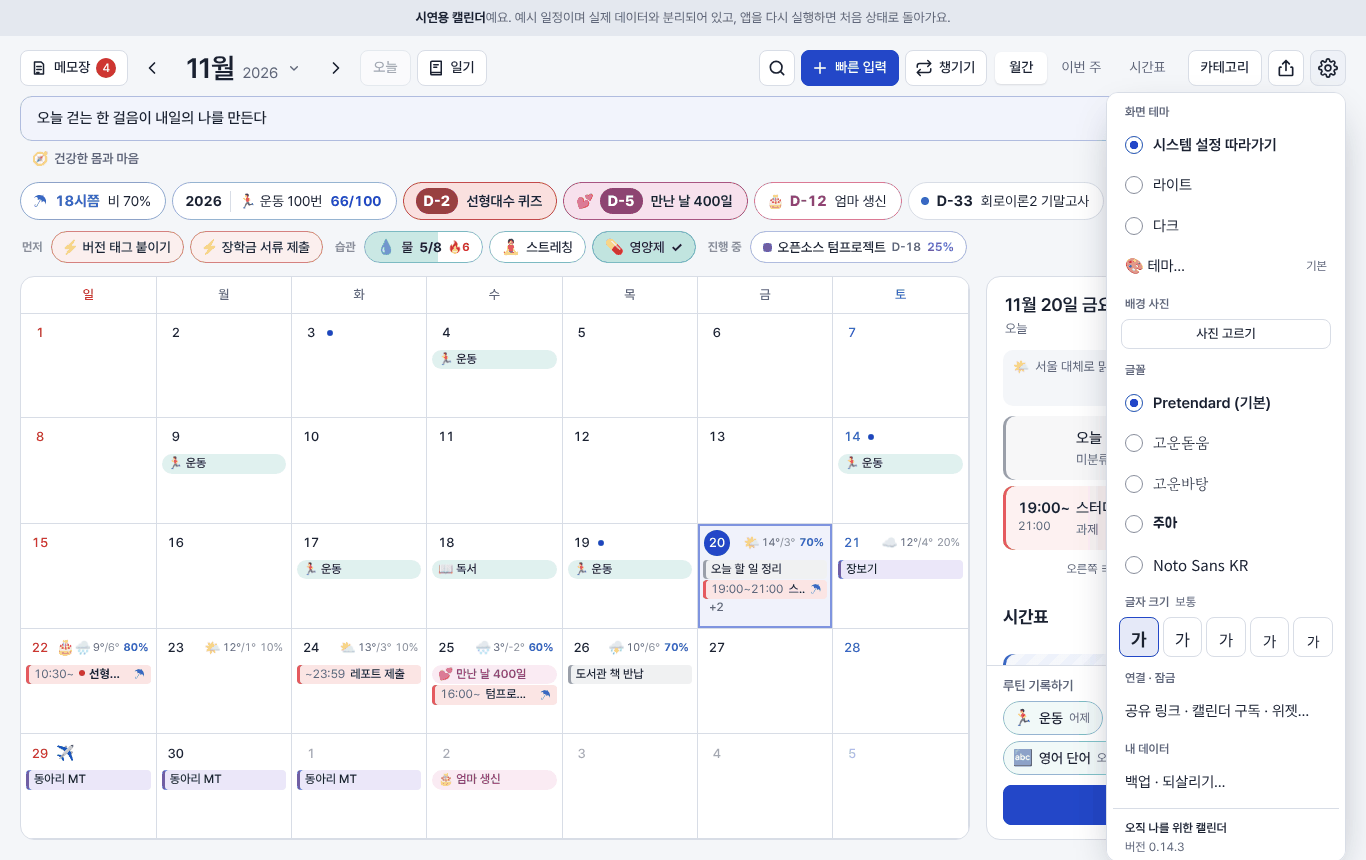 시연용 캘린더예요. 예시 일정이며 실제 데이터와 분리되어 있고, 앱을 다시 실행하면 처음 상태로 돌아가요.
메모장 4
11월 2026
오늘
일기
빠른 입력
챙기기
월간
이번 주
시간표
카테고리
오늘 걷는 한 걸음이 내일의 나를 만든다
건강한 몸과 마음
18시쯤 비 70%
2026 운동 100번 66/100
D-2 선형대수 퀴즈
D-5 만난 날 400일
D-12 엄마 생신
D-33 회로이론2 기말고사
먼저 버전 태그 붙이기 장학금 서류 제출 습관 물 5/8 6 스트레칭 영양제 진행 중 오픈소스 텀프로젝트 D-18 25%
일 월 화 수 목 금 토
1 2 3 4 5 6 7
운동
8 9 10 11 12 13 14
운동 운동
15 16 17 18 19 20 14°/3° 70% 21 12°/4° 20%
운동 독서 운동 오늘 할 일 정리 장보기
19:00~21:00 스..
+2
22 9°/6° 80% 23 12°/1° 10% 24 13°/3° 10% 25 3°/-2° 60% 26 10°/6° 70% 27 28
10:30~ 선형... ~23:59 레포트 제출 만난 날 400일 도서관 책 반납
16:00~ 텀프로...
29 30 1 2 3 4 5
동아리 MT 동아리 MT 동아리 MT 엄마 생신
11월 20일 금요
오늘
서울 대체로 맑
오늘
미분류
19:00~ 스터디
21:00 과제
오른쪽
시간표
루틴 기록하기
운동 어제
abc 영어 단어
화면 테마
시스템 설정 따라가기
라이트
다크
테마... 기본
배경 사진
사진 고르기
글꼴
Pretendard (기본)
고운돋움
고운바탕
주아
Noto Sans KR
글자 크기 보통
가 가 가 가 가
연결 · 잠금
공유 링크 · 캘린더 구독 · 위젯...
내 데이터
백업 · 되살리기...
오직 나를 위한 캘린더
버전 0.14.3